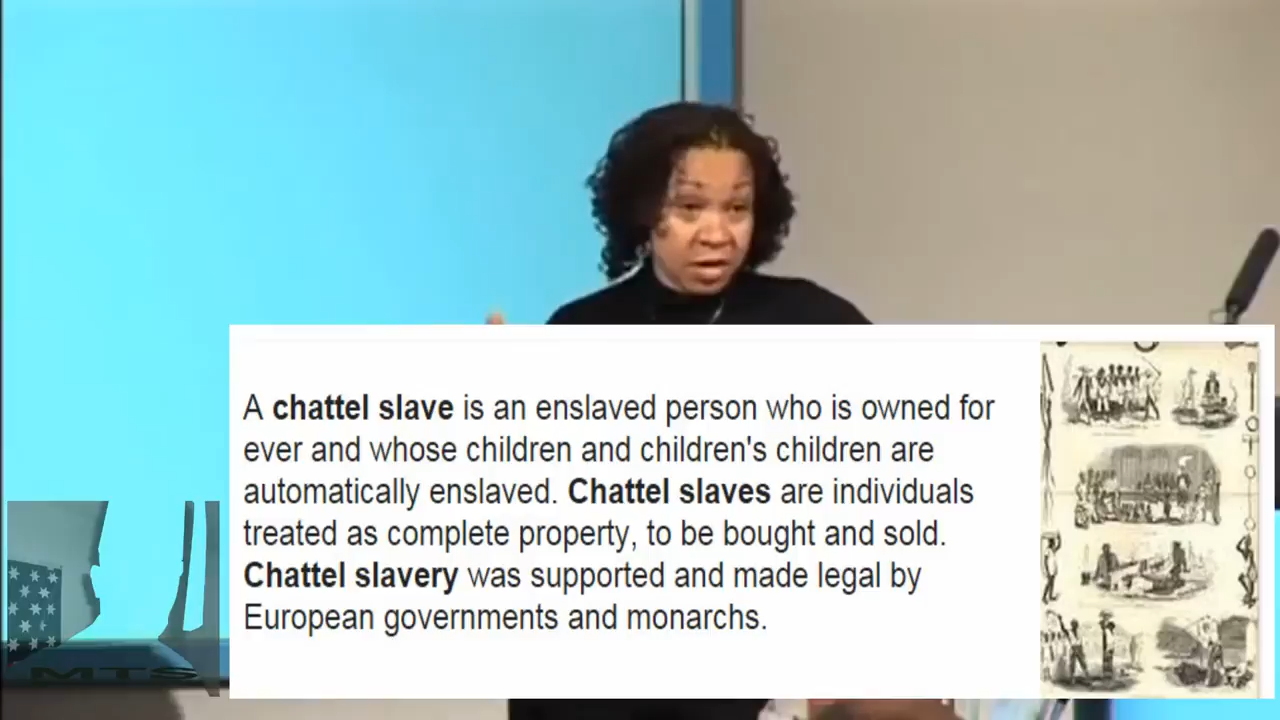 A chattel slave is an enslaved person who is owned for
ever and whose children and children's children are
automatically enslaved. Chattel slaves are individuals
treated as complete property, to be bought and sold.
Chattel slavery was supported and made legal by
European governments and monarchs.
MTS